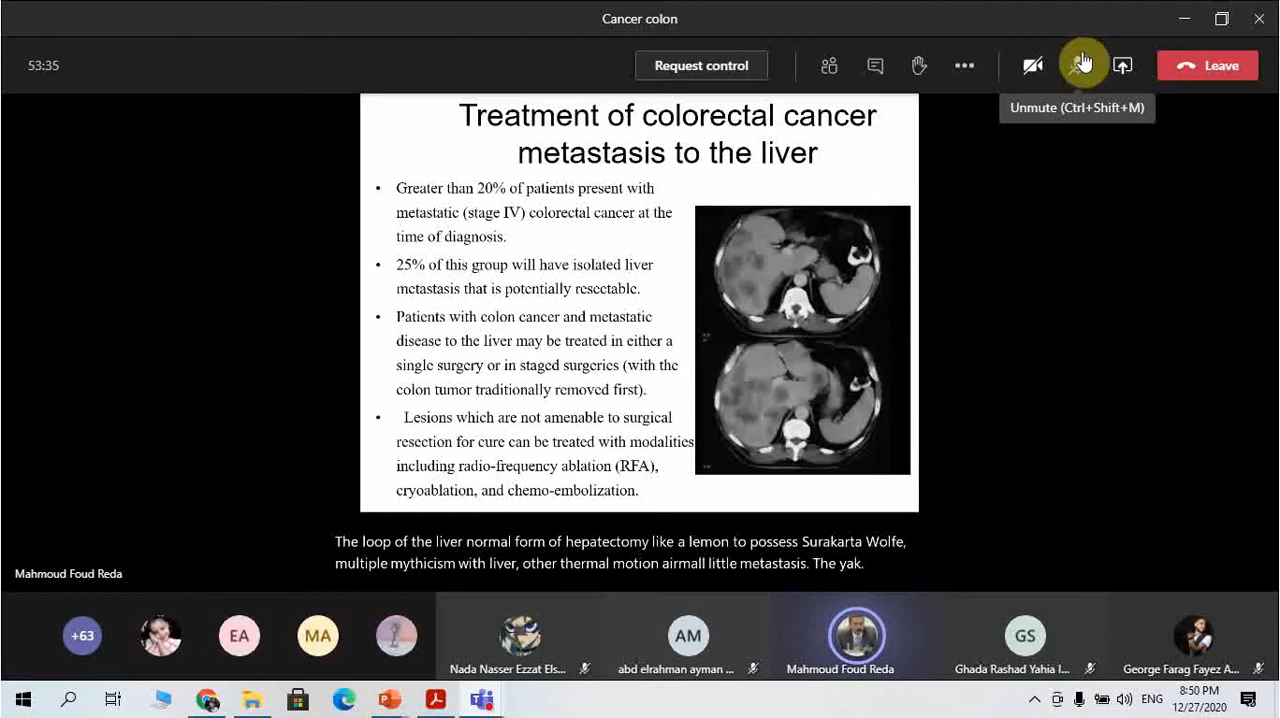 Cancer colon
53:35
Request control
Leave
Unmute (Ctrl+Shift+M)
Treatment of colorectal cancer
metastasis to the liver
• Greater than 20% of patients present with
metastatic (stage IV) colorectal cancer at the
time of diagnosis.
• 25% of this group will have isolated liver
metastasis that is potentially resectable.
• Patients with colon cancer and metastatic
disease to the liver may be treated in either a
single surgery or in staged surgeries (with the
colon tumor traditionally removed first).
• Lesions which are not amenable to surgical
resection for cure can be treated with modalities
including radio-frequency ablation (RFA),
cryoablation, and chemo-embolization.
The loop of the liver normal form of hepatectomy like a lemon to possess Surakarta Wolfe,
multiple mythicism with liver, other thermal motion airmall little metastasis. The yak.
Mahmoud Foud Reda
+63
EA
MA
AM
GS
Nada Nasser Ezzat Els...
abd elrahman ayman ...
Mahmoud Foud Reda
Ghada Rashad Yahia I...
George Farag Fayez A...
ENG
8:50 PM
12/27/2020